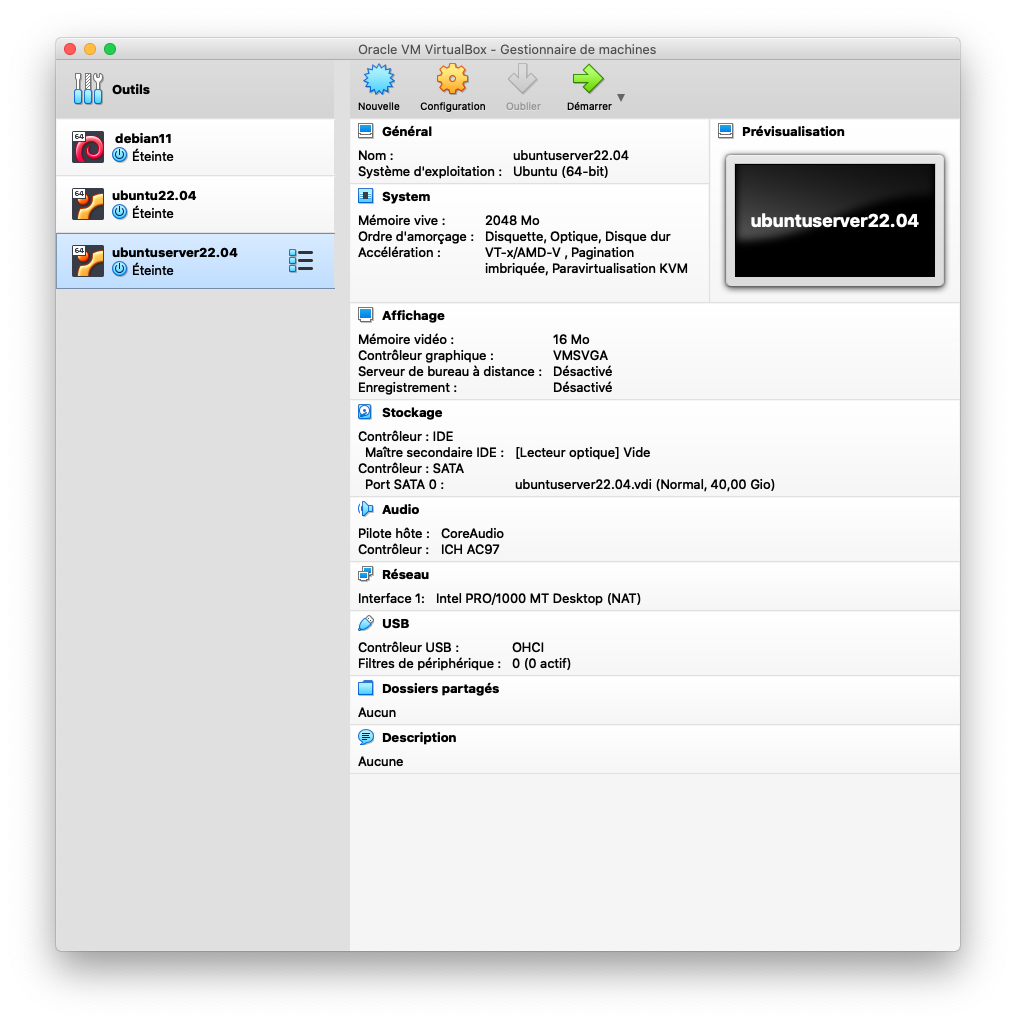 Oracle VM VirtualBox - Gestionnaire de machines
Outils
Nouvelle
Configuration
Oublier
Démarrer
64
debian11
Éteinte
64
ubuntu22.04
Éteinte
64
ubuntuserver22.04
Éteinte
Général
Nom : ubuntuserver22.04
Système d'exploitation : Ubuntu (64-bit)
System
Mémoire vive : 2048 Mo
Ordre d'amorçage : Disquette, Optique, Disque dur
Accélération : VT-x/AMD-V , Pagination
imbriquée, Paravirtualisation KVM
Prévisualisation
ubuntuserver22.04
Affichage
Mémoire vidéo : 16 Mo
Contrôleur graphique : VMSVGA
Serveur de bureau à distance : Désactivé
Enregistrement : Désactivé
Stockage
Contrôleur : IDE
Maître secondaire IDE : [Lecteur optique] Vide
Contrôleur : SATA
Port SATA 0 : ubuntuserver22.04.vdi (Normal, 40,00 Gio)
Audio
Pilote hôte : CoreAudio
Contrôleur : ICH AC97
Réseau
Interface 1: Intel PRO/1000 MT Desktop (NAT)
USB
Contrôleur USB : OHCI
Filtres de périphérique : 0 (0 actif)
Dossiers partagés
Aucun
Description
Aucune